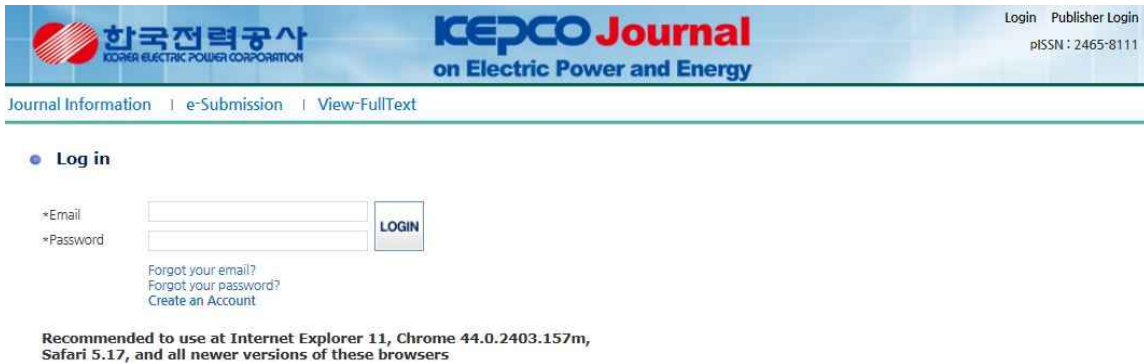 한국전력공사
KOREA ELECTRIC POWER CORPORATION
KEPCO Journal
on Electric Power and Energy
Login Publisher Login
pISSN : 2465-8111
Journal Information | e-Submission | View-FullText
Log in
*Email
LOGIN
*Password
Forgot your email?
Forgot your password?
Create an Account
Recommended to use at Internet Explorer 11, Chrome 44.0.2403.157m,
Safari 5.17, and all newer versions of these browsers